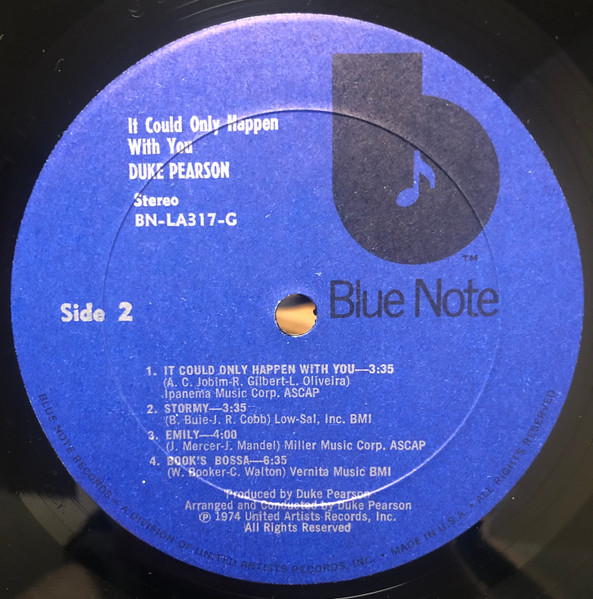 It Could Only Happen
With You
DUKE PEARSON
Stereo
BN-LA317-G
TM
Blue Note
Side 2
1. IT COULD ONLY HAPPEN WITH YOU—3:35
(A. C. Jobim-R. Gilbert-L. Oliveira)
Ipanema Music Corp. ASCAP
2. STORMY—3:35
(B. Buie-J. R. Cobb) Low-Sal, Inc. BMI
3. EMILY—4:00
(J. Mercer-J. Mandel) Miller Music Corp. ASCAP
4. BOOK'S BOSSA—6:35
(W. Booker-C. Walton) Vernita Music BMI
Produced by Duke Pearson
Arranged and Conducted by Duke Pearson
℗ 1974 United Artists Records, Inc.
All Rights Reserved
BLUE NOTE RECORDS • A DIVISION OF UNITED ARTISTS RECORDS, INC. • MADE IN U.S.A. • ALL RIGHTS RESERVED